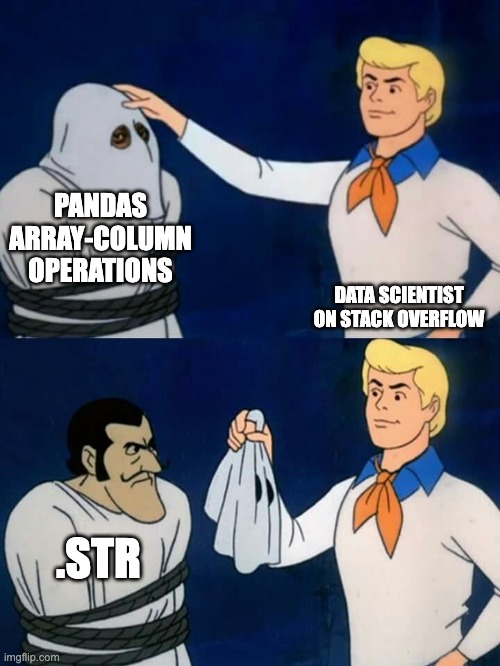 PANDAS
ARRAY-COLUMN
OPERATIONS
DATA SCIENTIST
ON STACK OVERFLOW
.STR
imgflip.com